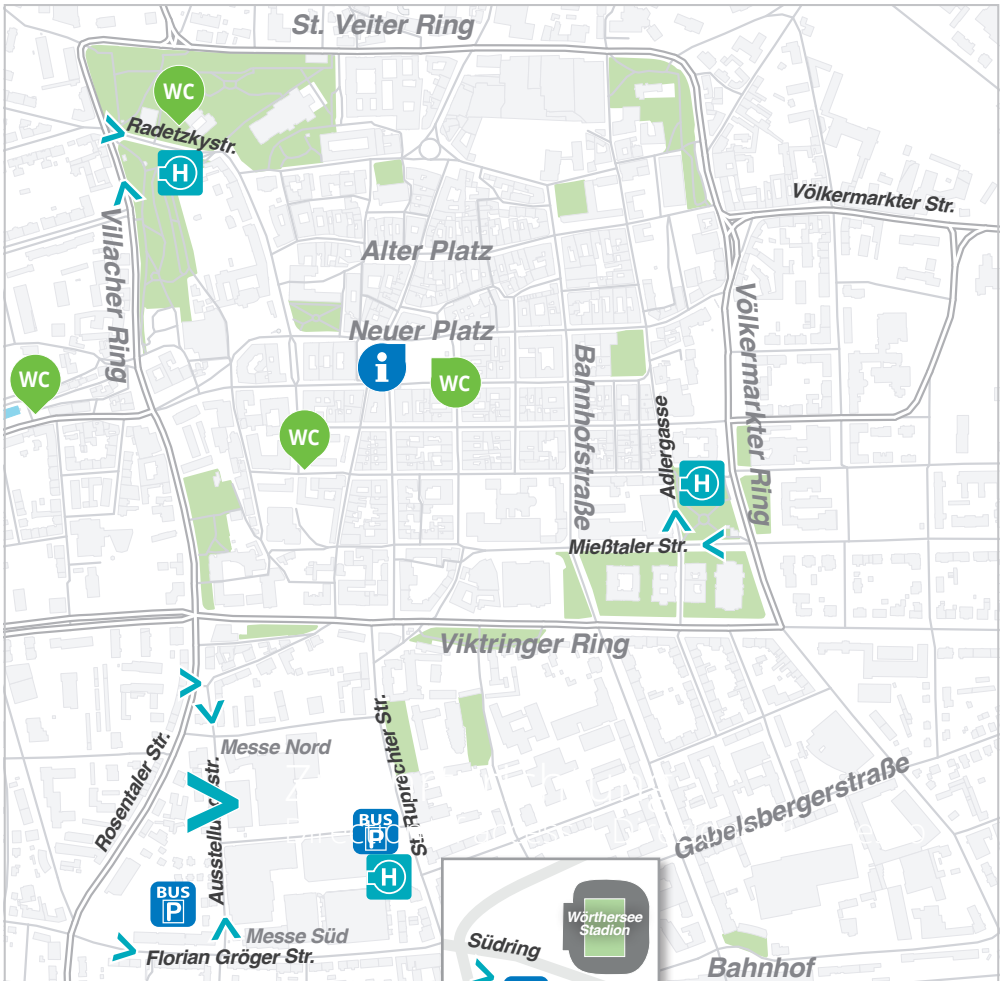 St. Veiter Ring
WC
Radetzkystr.
H
Völkermarkter Str.
Villacher Ring
Alter Platz
Völkermarkter Ring
Neuer Platz
i
WC
WC
Bahnhofstraße
WC
Adlergasse
H
Mießtaler Str.
Viktringer Ring
St. Ruprechter Str.
Messe Nord
Rosentaler Str.
Gabelsbergerstraße
BUS
P
H
BUS
P
Wörthersee
Stadion
Messe Süd
Südring
Florian Gröger Str.
Bahnhof